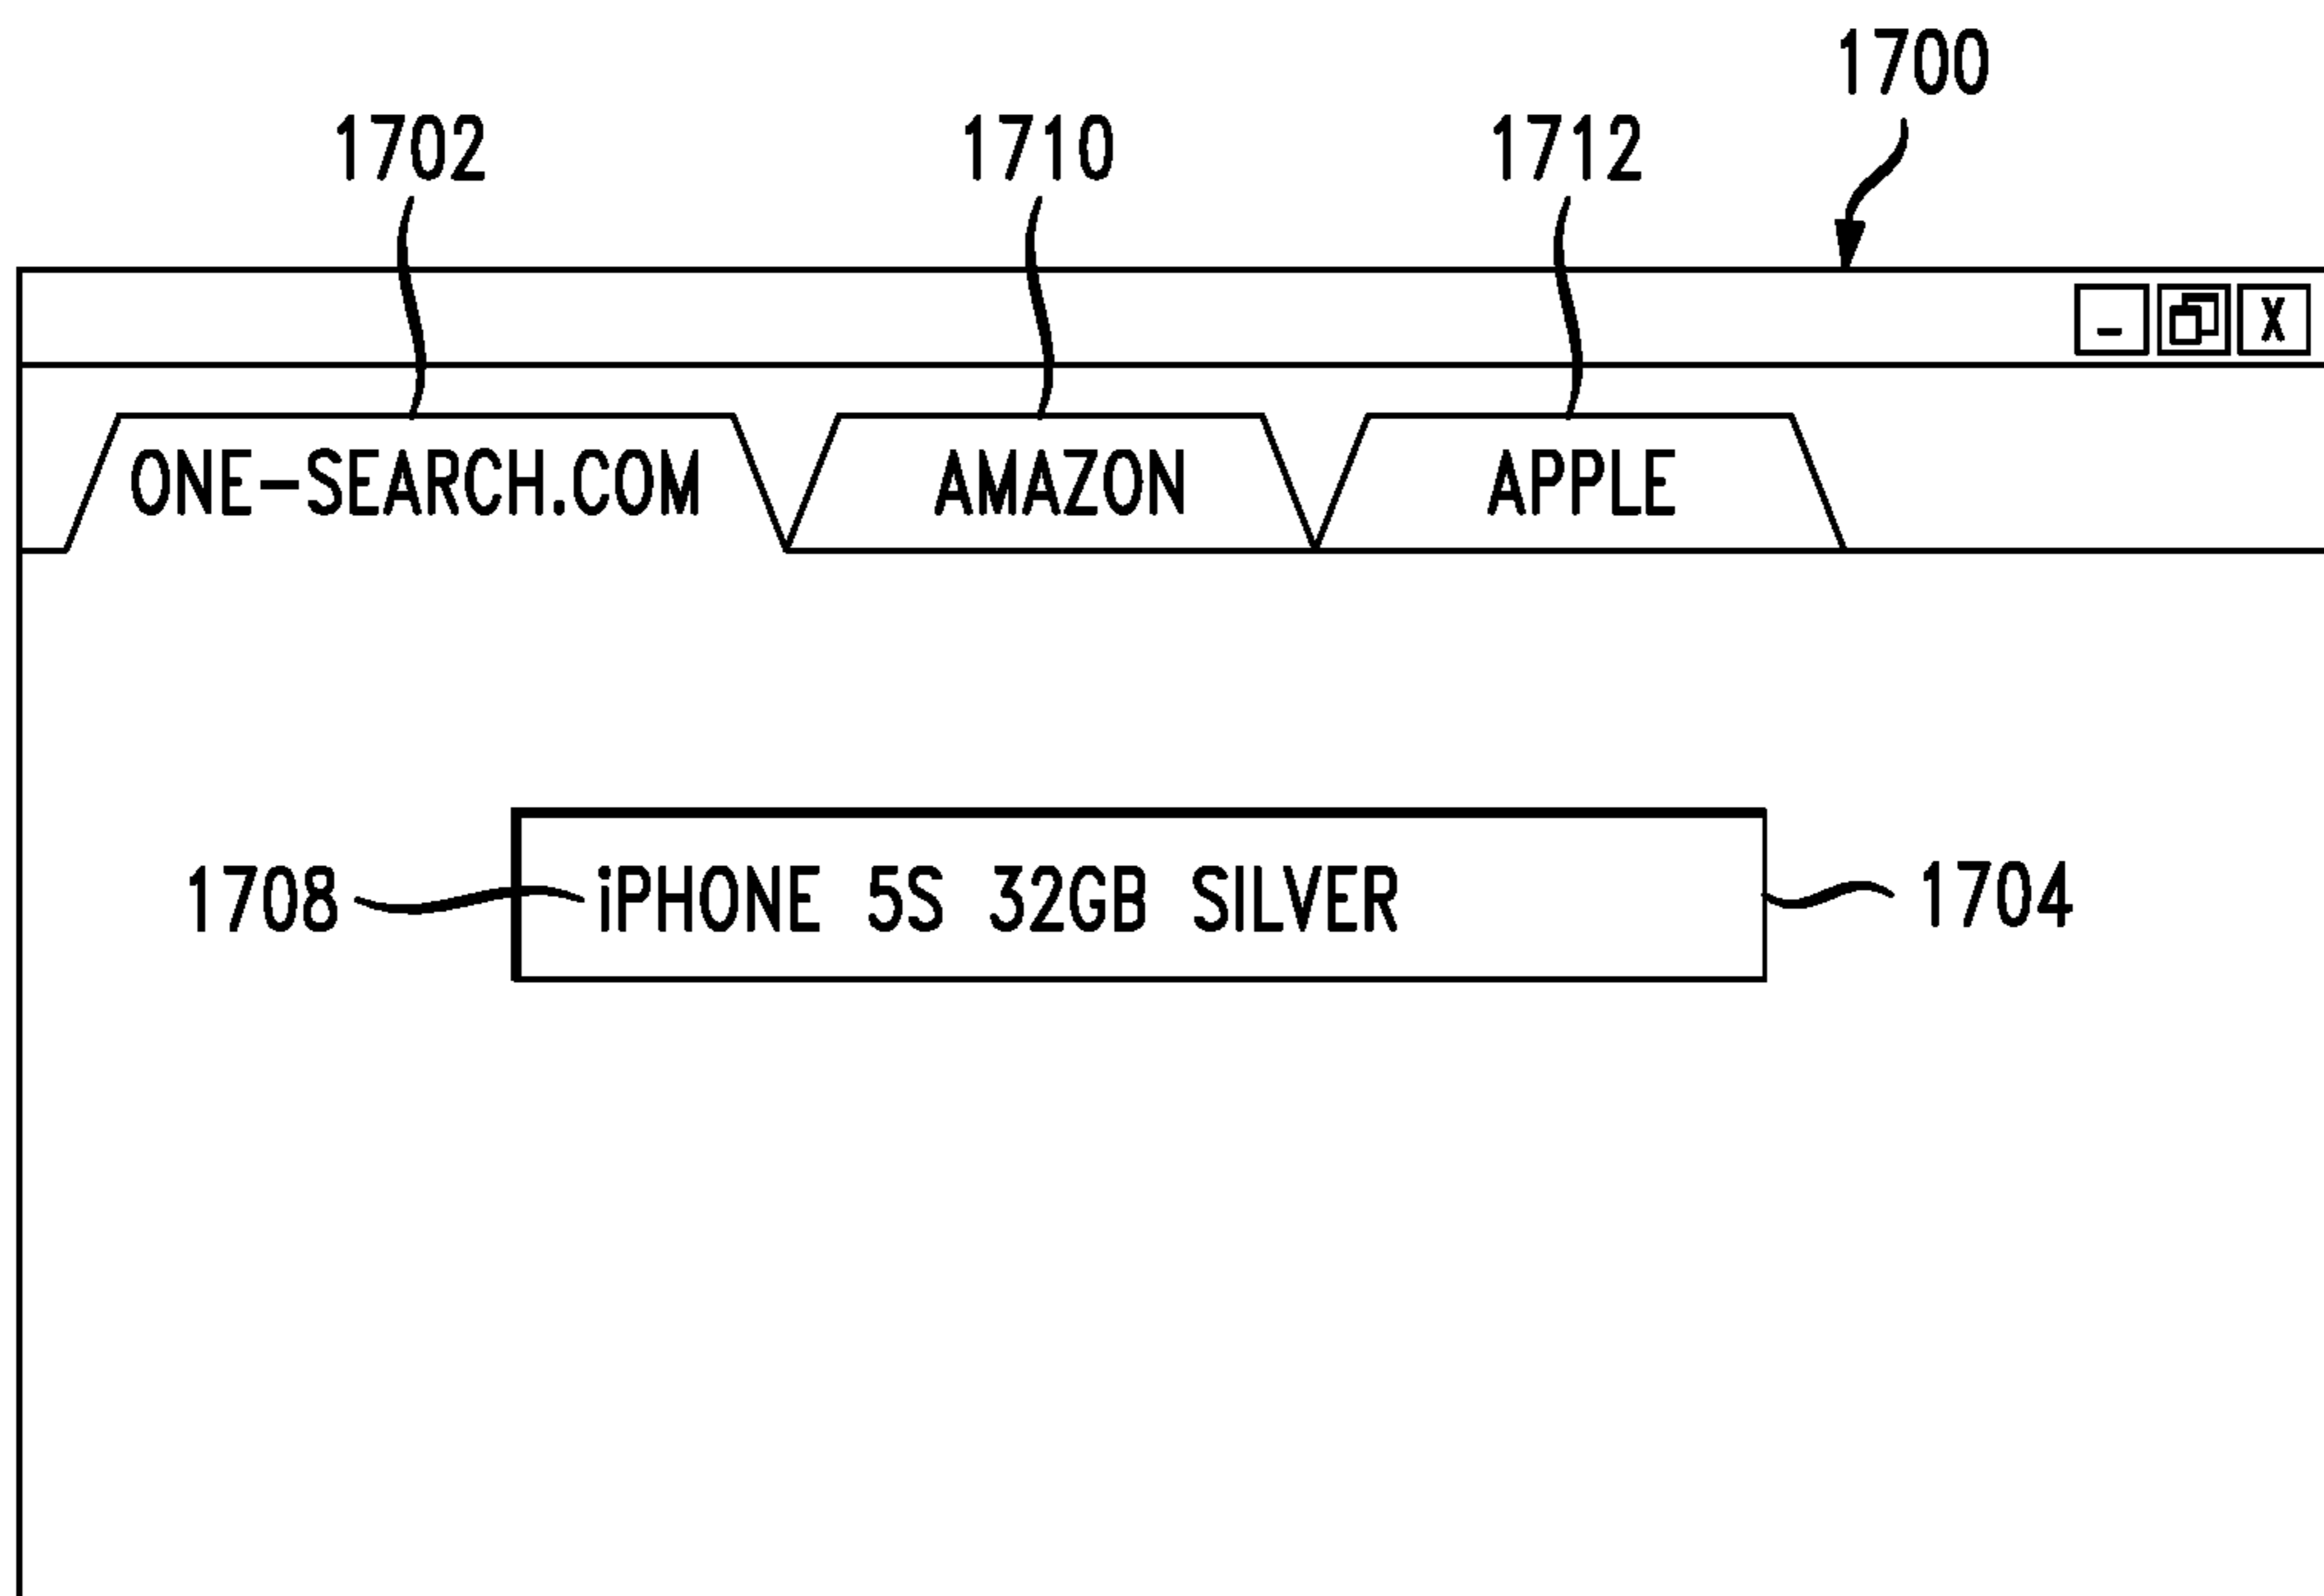 1700
1702 1710 1712
- X
ONE-SEARCH.COM AMAZON APPLE
1708 iPHONE 5S 32GB SILVER 1704